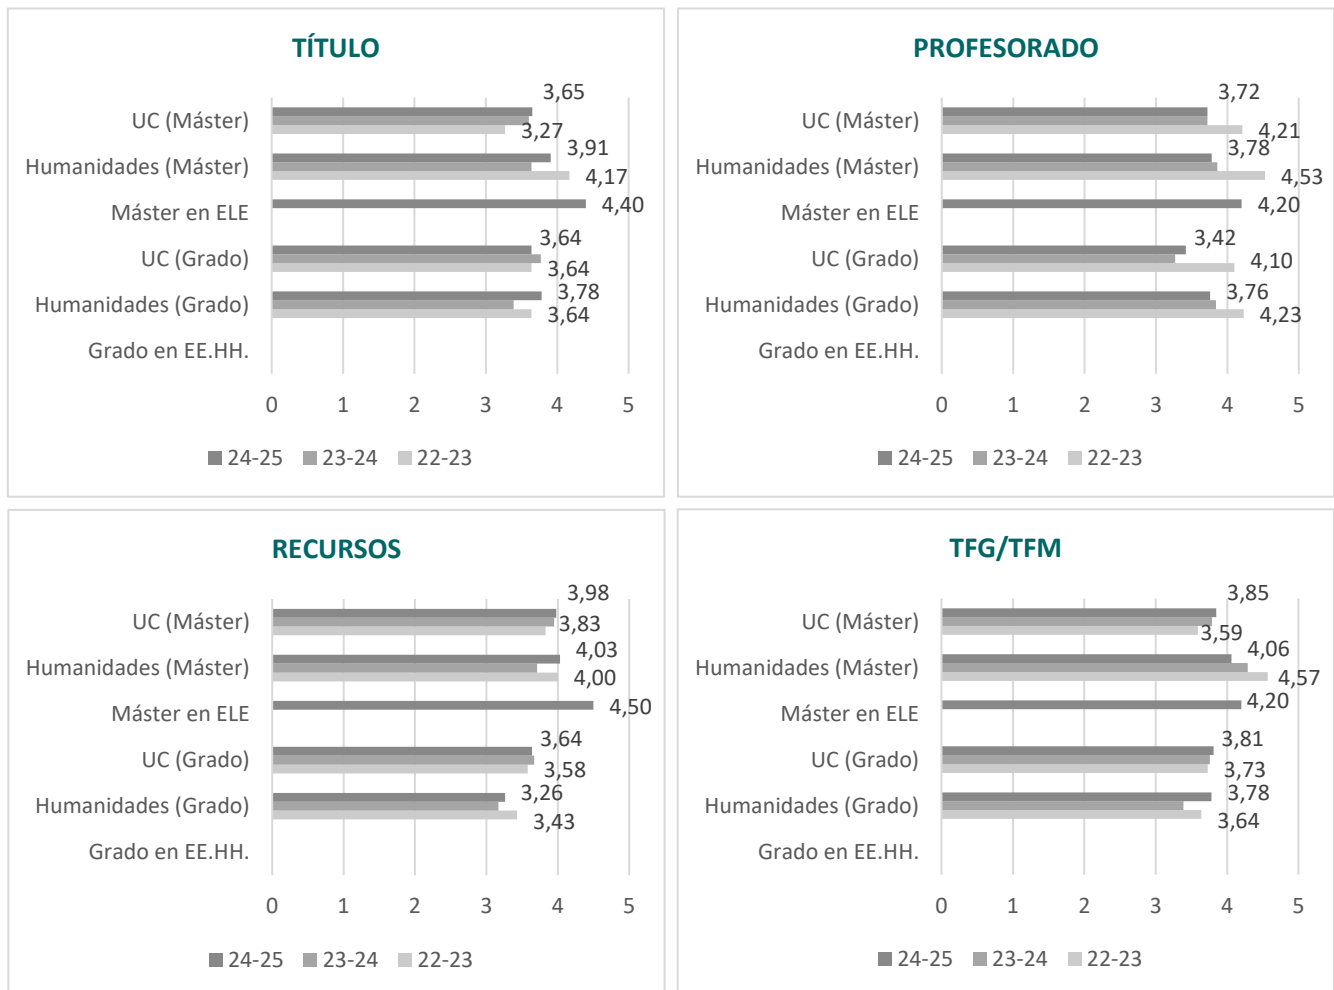 TÍTULO
UC (Máster)
3,65
3,27
Humanidades (Máster)
3,91
4,17
Máster en ELE
4,40
UC (Grado)
3,64
3,64
Humanidades (Grado)
3,78
3,64
Grado en EE.HH.
0 1 2 3 4 5
24-25 23-24 22-23
PROFESORADO
UC (Máster)
3,72
4,21
Humanidades (Máster)
3,78
4,53
Máster en ELE
4,20
UC (Grado)
3,42
4,10
Humanidades (Grado)
3,76
4,23
Grado en EE.HH.
0 1 2 3 4 5
24-25 23-24 22-23
RECURSOS
UC (Máster)
3,98
3,83
Humanidades (Máster)
4,03
4,00
Máster en ELE
4,50
UC (Grado)
3,64
3,58
Humanidades (Grado)
3,26
3,43
Grado en EE.HH.
0 1 2 3 4 5
24-25 23-24 22-23
TFG/TFM
UC (Máster)
3,85
3,59
Humanidades (Máster)
4,06
4,57
Máster en ELE
4,20
UC (Grado)
3,81
3,73
Humanidades (Grado)
3,78
3,64
Grado en EE.HH.
0 1 2 3 4 5
24-25 23-24 22-23